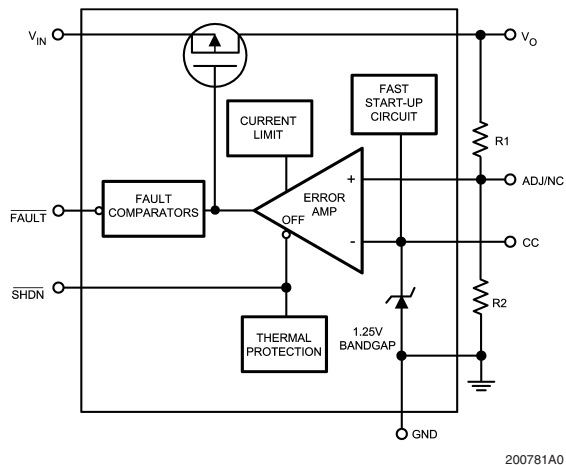 VIN
VO
FAST
START-UP
CIRCUIT
CURRENT
LIMIT
R1
+
ERROR
AMP
ADJ/NC
FAULT
COMPARATORS
FAULT
OFF
-
CC
SHDN
R2
1.25V
BANDGAP
THERMAL
PROTECTION
GND
200781A0